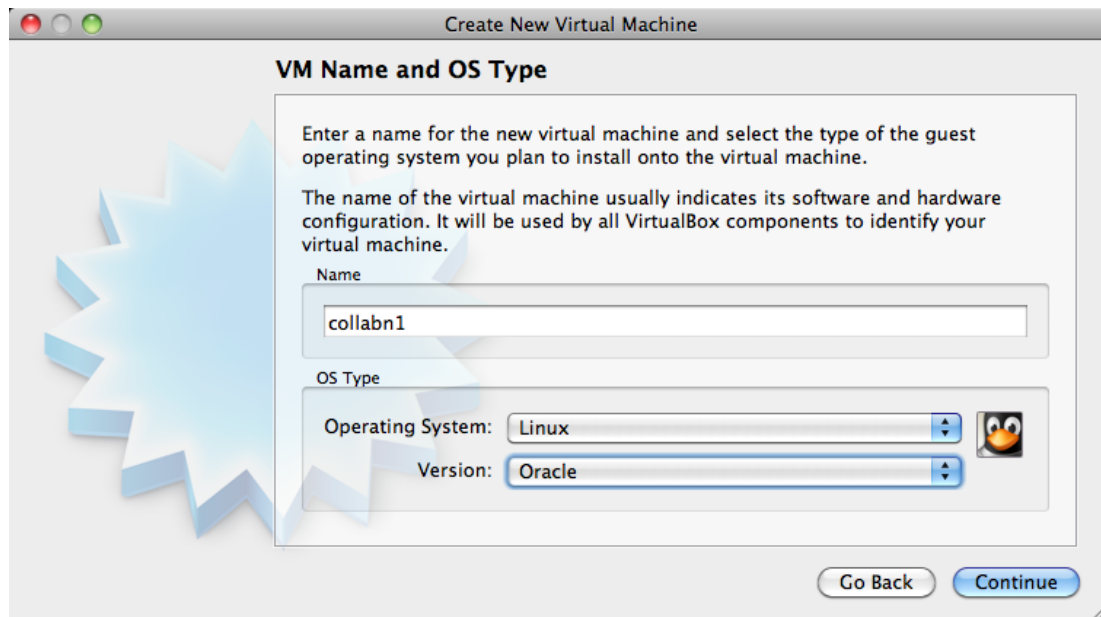 Create New Virtual Machine
VM Name and OS Type
Enter a name for the new virtual machine and select the type of the guest
operating system you plan to install onto the virtual machine.
The name of the virtual machine usually indicates its software and hardware
configuration. It will be used by all VirtualBox components to identify your
virtual machine.
Name
collabn1
OS Type
Operating System: Linux
Version: Oracle
Go Back Continue